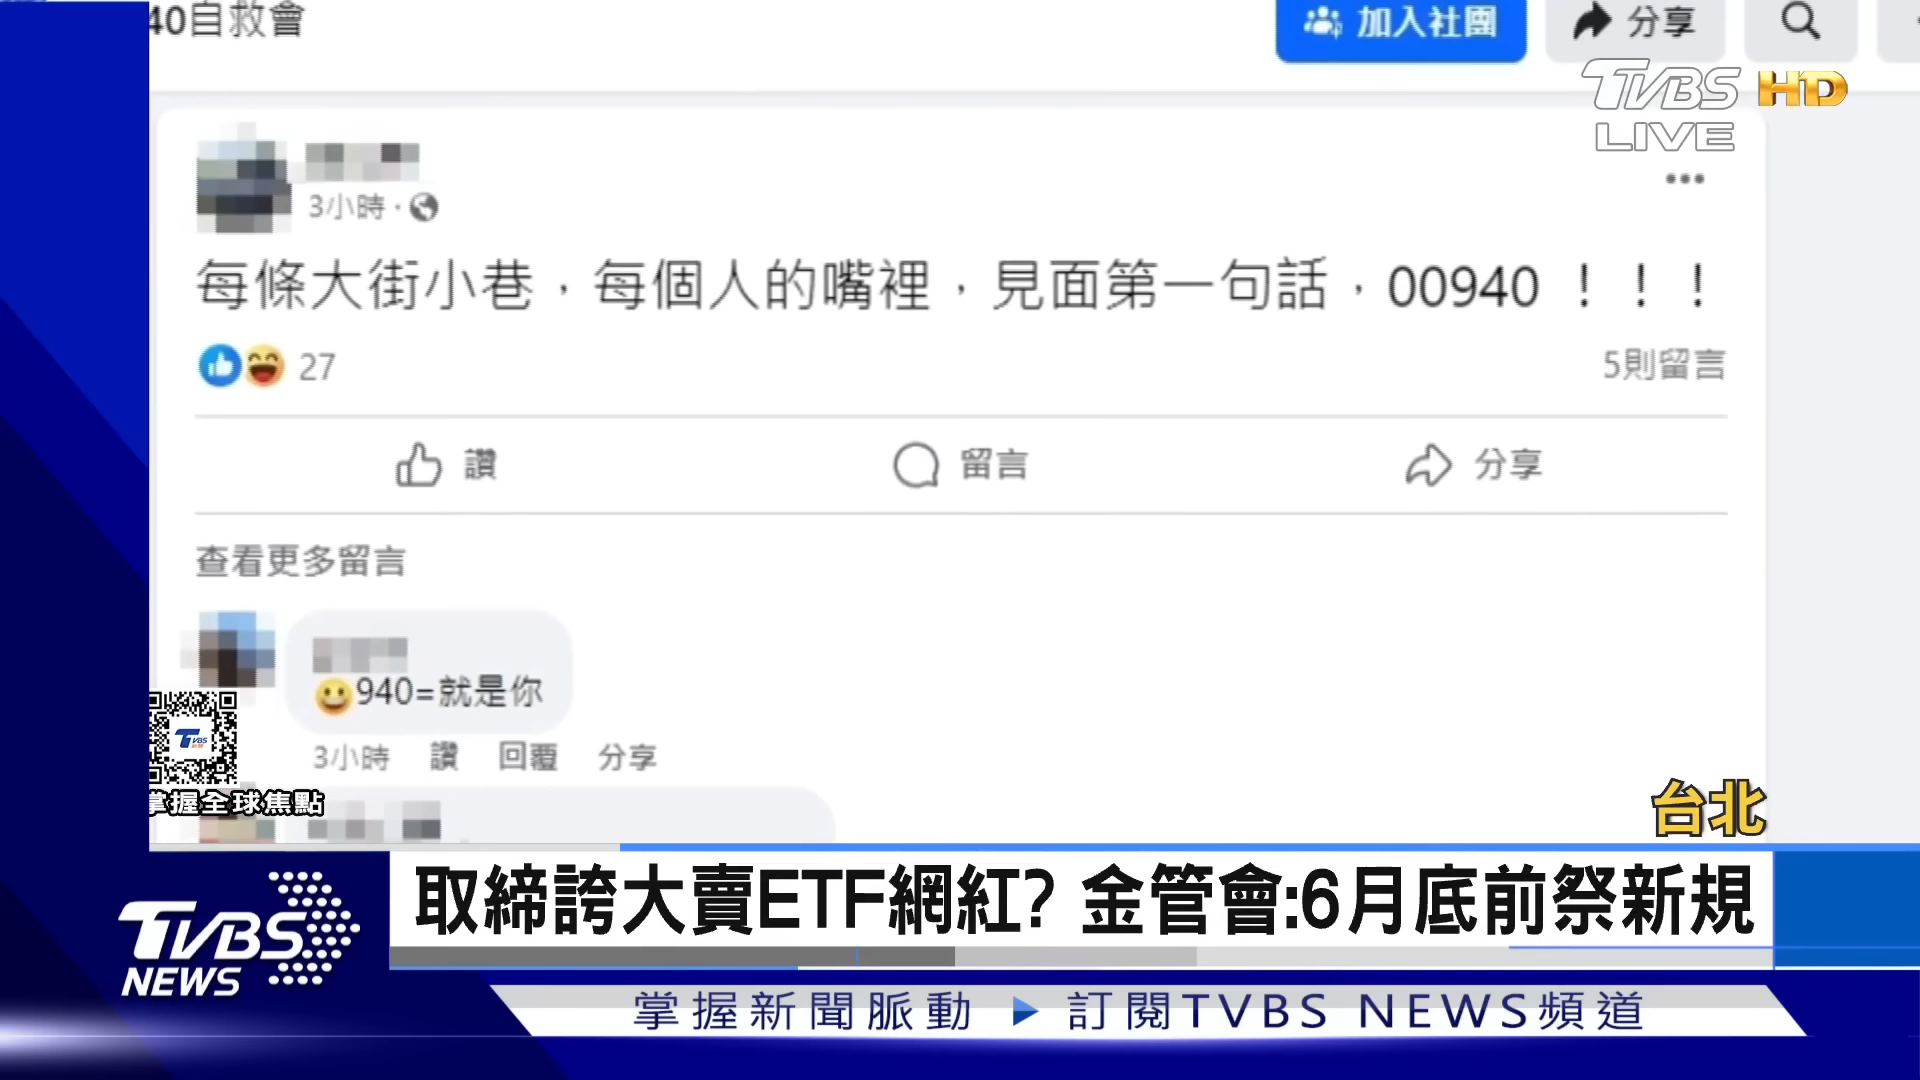 40自救會
加入社團
分享
TVBS HD
LIVE
3小時·
每條大街小巷，每個人的嘴裡，見面第一句話，00940！！！
27
5則留言
讚
留言
分享
查看更多留言
940=就是你
3小時 讚 回覆 分享
TVBS
掌握全球焦點
台北
取締誇大賣ETF網紅? 金管會:6月底前祭新規
TVBS
NEWS
掌握新聞脈動 ▶ 訂閱TVBS NEWS頻道